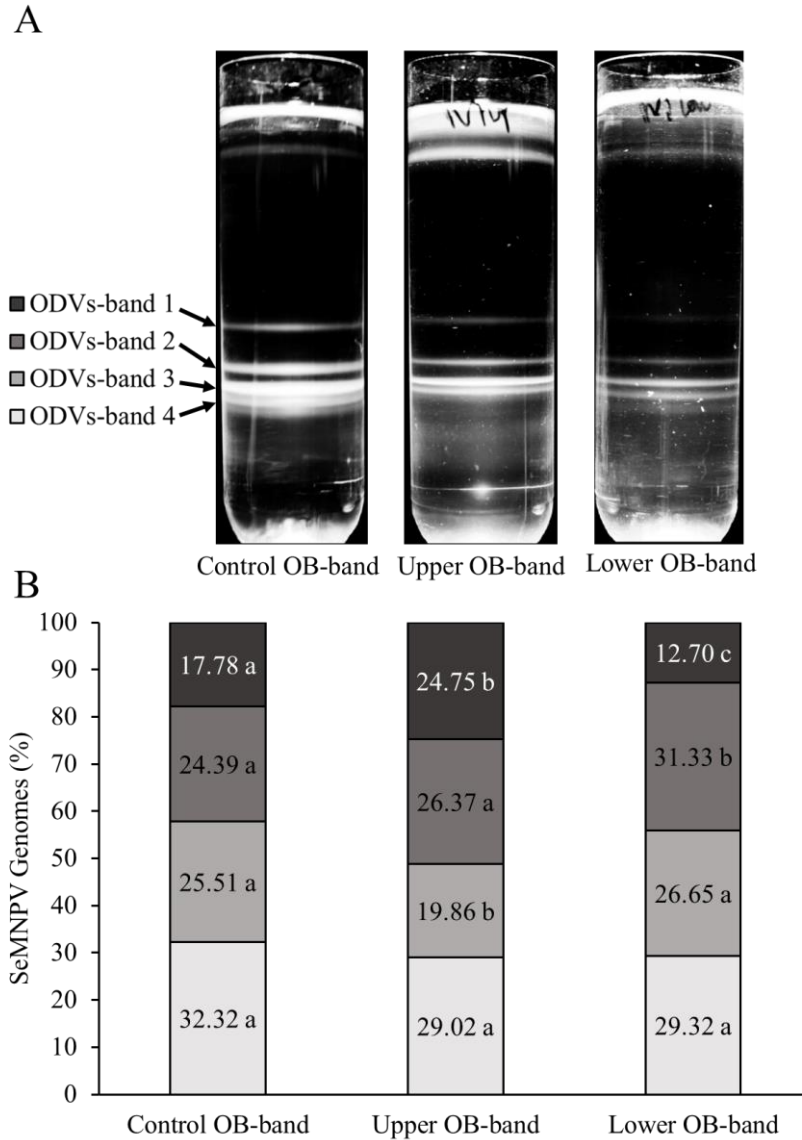 A
ODVs-band 1
ODVs-band 2
ODVs-band 3
ODVs-band 4
Control OB-band
Upper OB-band
Lower OB-band
B
SeMNPV Genomes (%)
100
90
80
70
60
50
40
30
20
10
0
17.78 a
24.39 a
25.51 a
32.32 a
24.75 b
26.37 a
19.86 b
29.02 a
12.70 c
31.33 b
26.65 a
29.32 a
Control OB-band
Upper OB-band
Lower OB-band